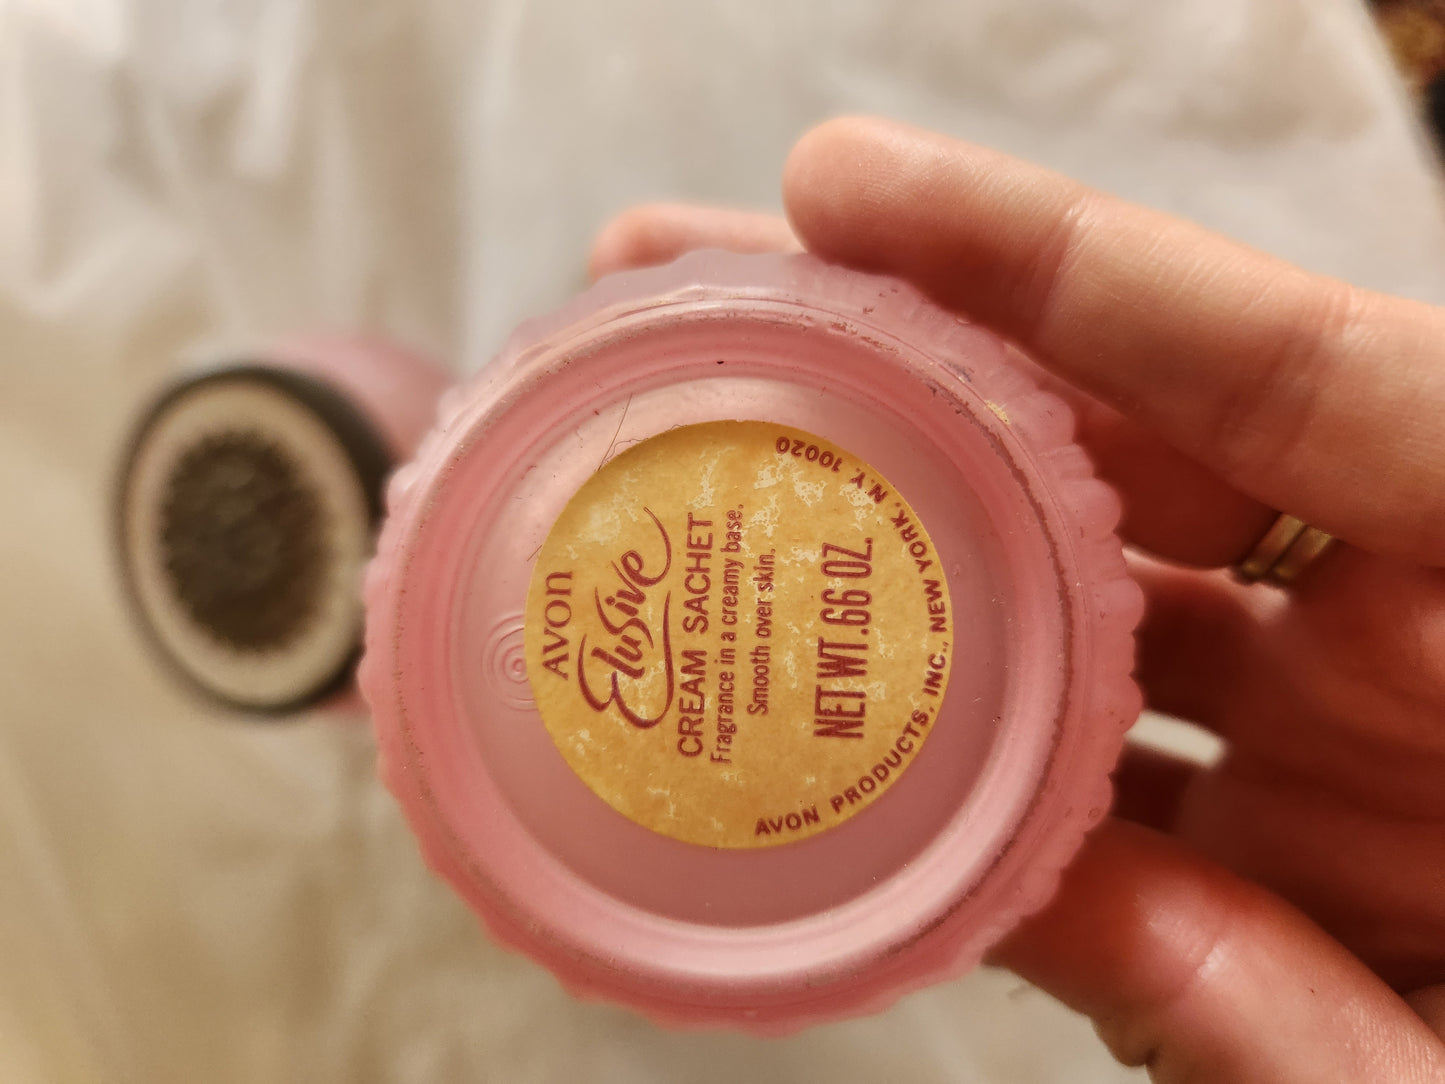 AVON
Elusive
CREAM SACHET
Fragrance in a creamy base.
Smooth over skin.
NET WT .66 OZ.
AVON PRODUCTS, INC., NEW YORK, N.Y. 10020